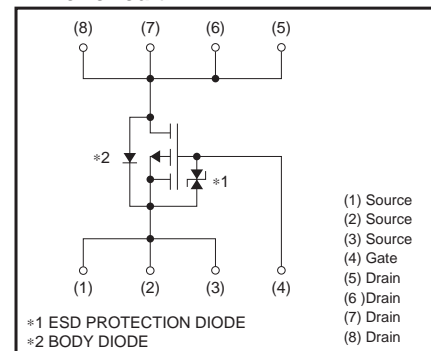 (8) (7) (6) (5)
∗2
∗1
(1) Source
(2) Source
(3) Source
(4) Gate
(5) Drain
(6 )Drain
(7) Drain
(8) Drain
(1) (2) (3) (4)
∗1 ESD PROTECTION DIODE
∗2 BODY DIODE